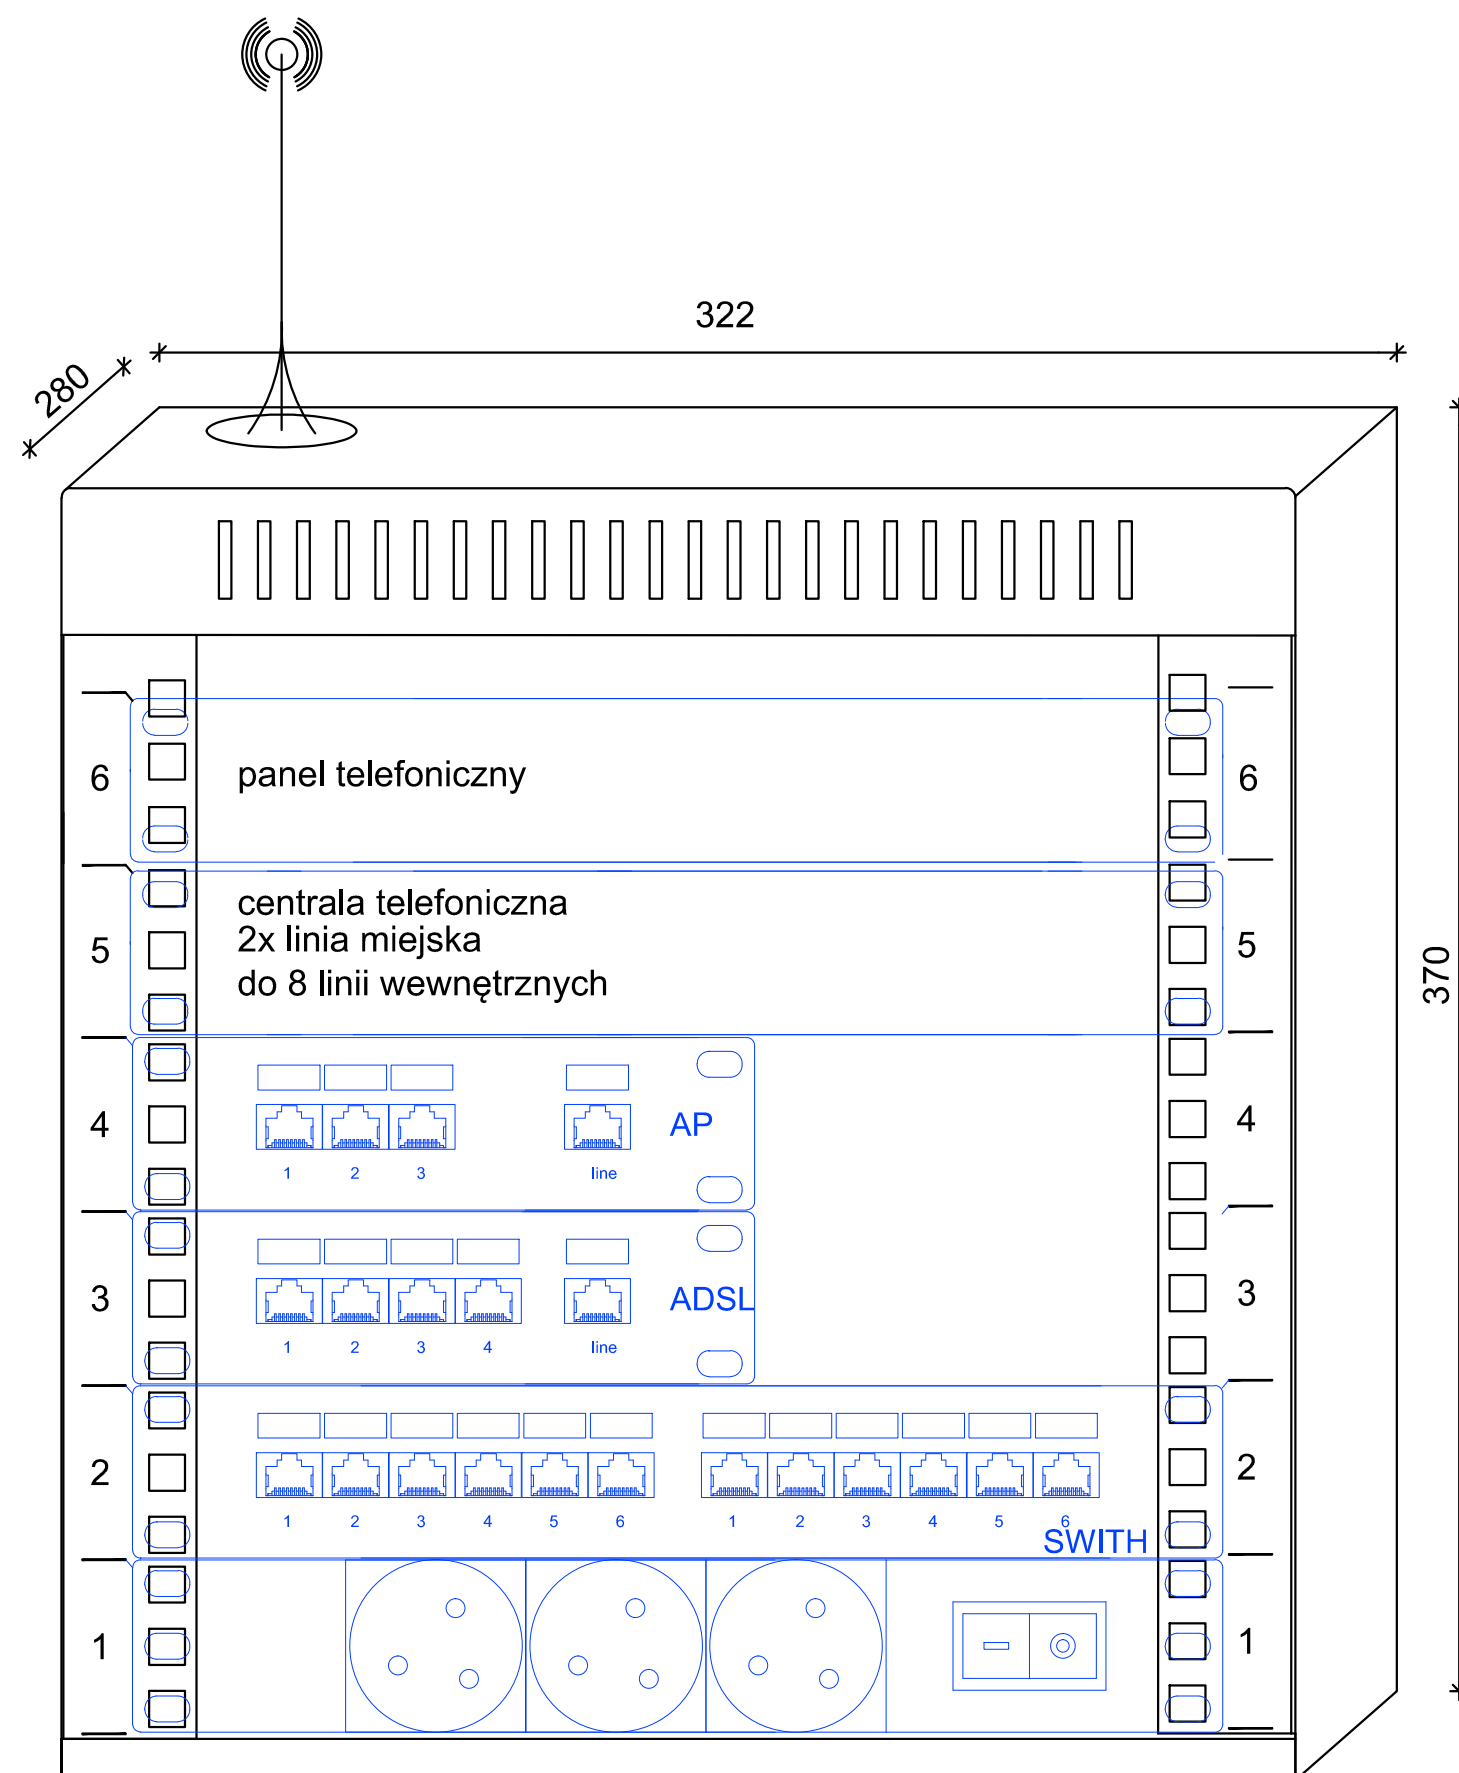 322
280
370
6 panel telefoniczny 6
centrala telefoniczna
5 2x linia miejska 5
do 8 linii wewnętrznych
4 AP 4
1 2 3 line
3 ADSL 3
1 2 3 4 line
2 2
1 2 3 4 5 6 1 2 3 4 5 6
SWITH
1 1